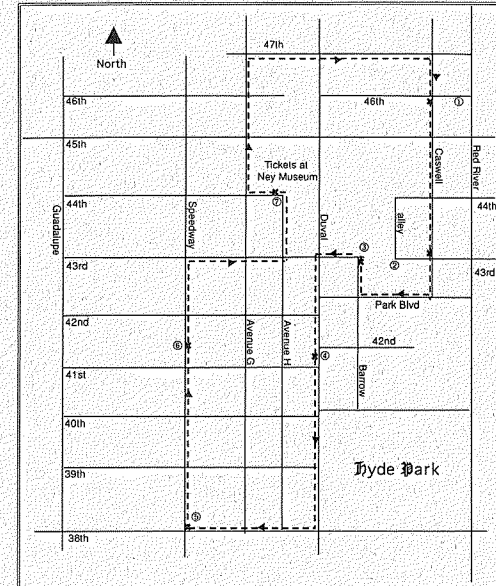 47th
North
46th
46th
①
45th
Tickets at
Ney Museum
Caswell
Red River
⑦
44th
44th
Guadalupe
Speedway
Duval
alley
③
②
43rd
43rd
Park Blvd
42nd
Avenue G
Avenue H
⑥
④
42nd
41st
Barrow
40th
39th
Hyde Park
⑤
38th